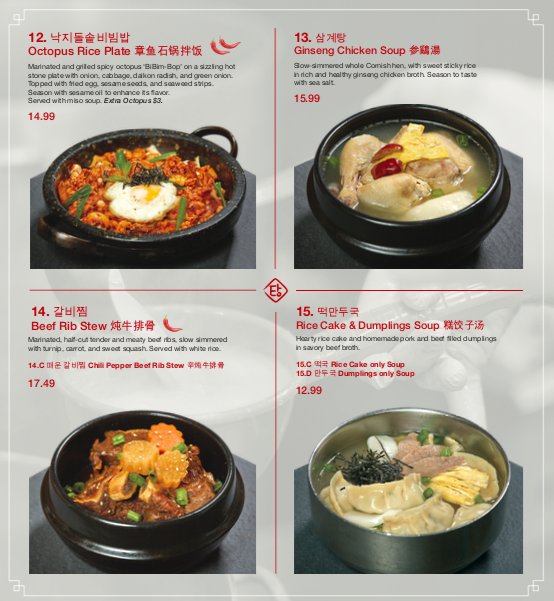 12. 낙지돌솥비빔밥
Octopus Rice Plate 章鱼石锅拌饭
Marinated and grilled spicy octopus 'BiBim-Bop' on a sizzling hot
stone plate with onion, cabbage, daikon radish, and green onion.
Topped with fried egg, sesame seeds, and seaweed strips.
Season with sesame oil to enhance its flavor.
Served with miso soup. Extra Octopus $3.
14.99
13. 삼계탕
Ginseng Chicken Soup 参鷄湯
Slow-simmered whole Cornish hen, with sweet sticky rice
in rich and healthy ginseng chicken broth. Season to taste
with sea salt.
15.99
14. 갈비찜
Beef Rib Stew 炖牛排骨
Marinated, half-cut tender and meaty beef ribs, slow simmered
with turnip, carrot, and sweet squash. Served with white rice.
14.C 매운 갈비찜 Chili Pepper Beef Rib Stew 辛炖牛排骨
17.49
15. 떡만두국
Rice Cake & Dumplings Soup 糕饺子汤
Hearty rice cake and homemade pork and beef filled dumplings
in savory beef broth.
15.C 떡국 Rice Cake only Soup
15.D 만두국 Dumplings only Soup
12.99